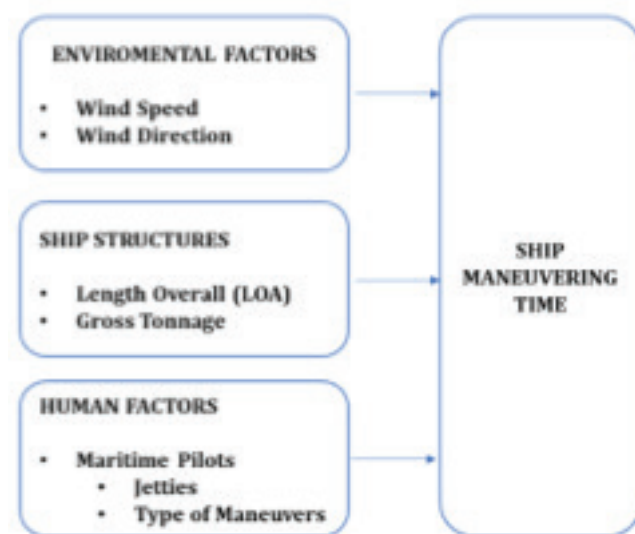 ENVIROMENTAL FACTORS
• Wind Speed
• Wind Direction
SHIP STRUCTURES
• Length Overall (LOA)
• Gross Tonnage
HUMAN FACTORS
• Maritime Pilots
• Jetties
• Type of Maneuvers
SHIP
MANEUVERING
TIME